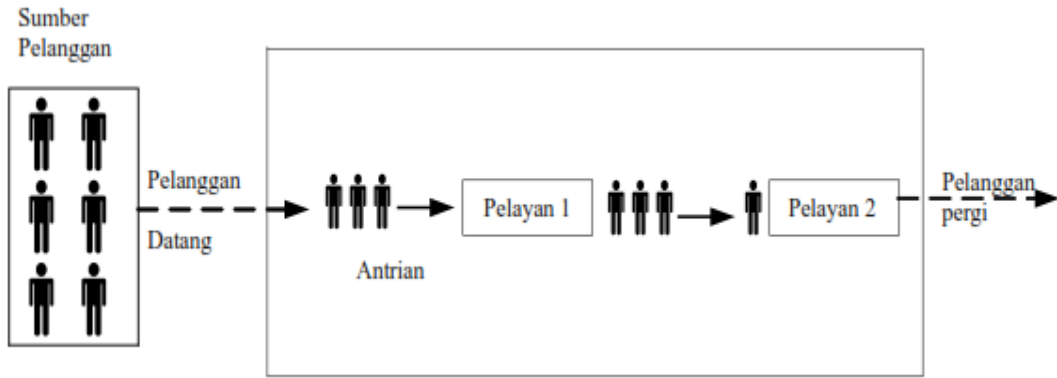 Sumber
Pelanggan
Pelanggan
Datang
Antrian
Pelayan 1
Pelayan 2
Pelanggan
pergi